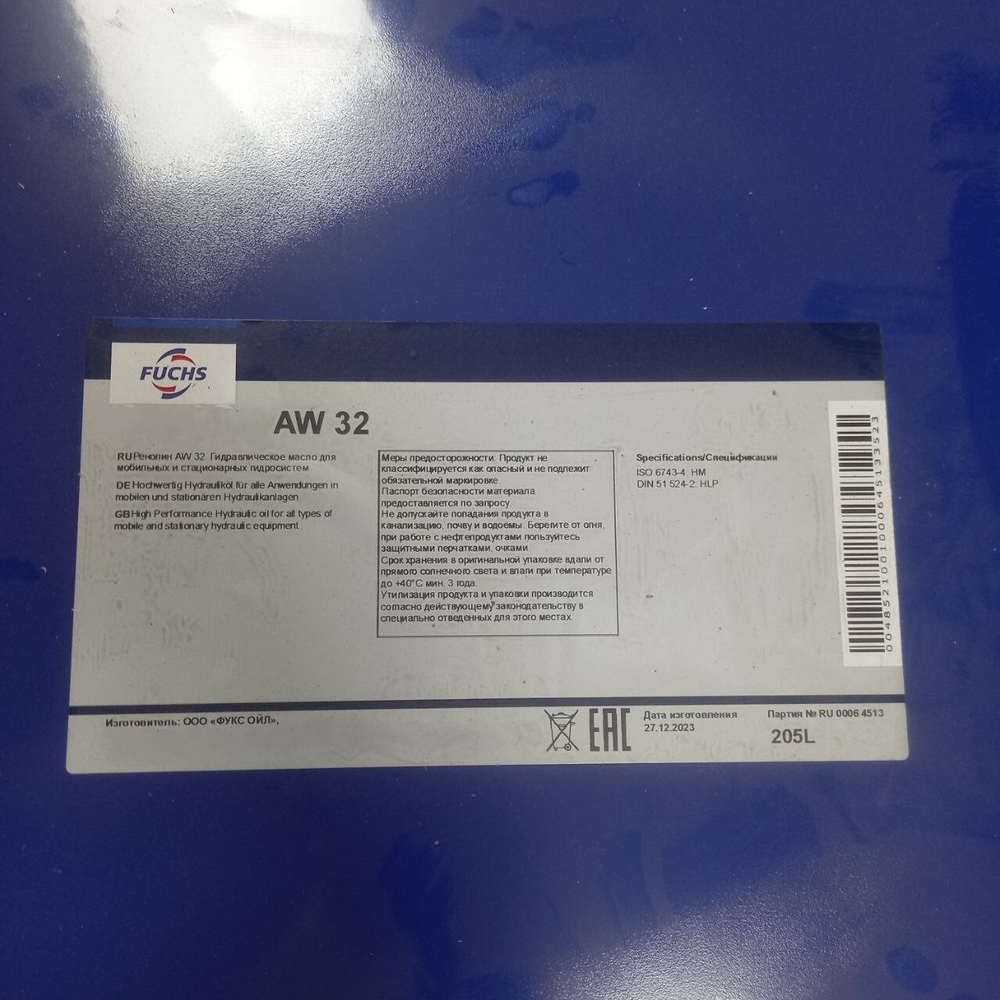 FUCHS
AW 32
RU Ренолин AW 32 Гидравлическое масло для
мобильных и стационарных гидросистем
DE Hochwertig Hydrauliköl für alle Anwendungen in
mobilen und stationären Hydraulikanlagen
GB High Performance Hydraulic oil for all types of
mobile and stationary hydraulic equipment
Меры предосторожности: Продукт не
классифицируется как опасный и не подлежит
обязательной маркировке.
Паспорт безопасности материала
предоставляется по запросу.
Не допускайте попадания продукта в
канализацию, почву и водоёмы. Берегите от огня,
при работе с нефтепродуктами пользуйтесь
защитными перчатками, очками.
Срок хранения в оригинальной упаковке вдали от
прямого солнечного света и влаги при температуре
до +40°C мин. 3 года.
Утилизация продукта и упаковки производится
согласно действующему законодательству в
специально отведенных для этого местах.
Specifications/Спецификации
ISO 6743-4: HM
DIN 51 524-2: HLP
0048521001000645133523
Изготовитель: ООО «ФУКС ОЙЛ»,
EAC
Дата изготовления
27.12.2023
Партия № RU 0006 4513
205L